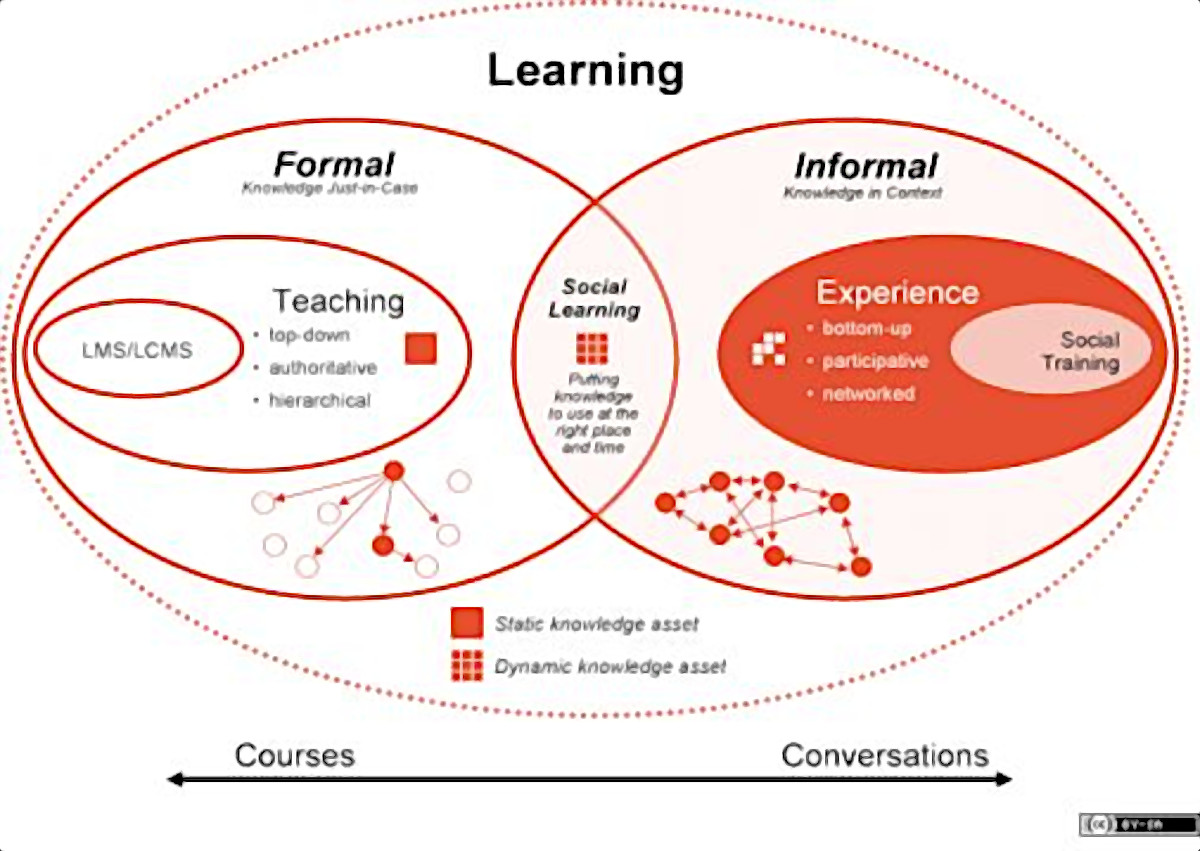 Learning
Formal
Knowledge Just-in-Case
Informal
Knowledge in Context
Teaching
• top-down
• authoritative
• hierarchical
LMS/LCMS
Social
Learning
Putting
knowledge
to use at the
right place
and time
Experience
• bottom-up
• participative
• networked
Social
Training
Static knowledge asset
Dynamic knowledge asset
Courses
Conversations
(cc) BY-SA